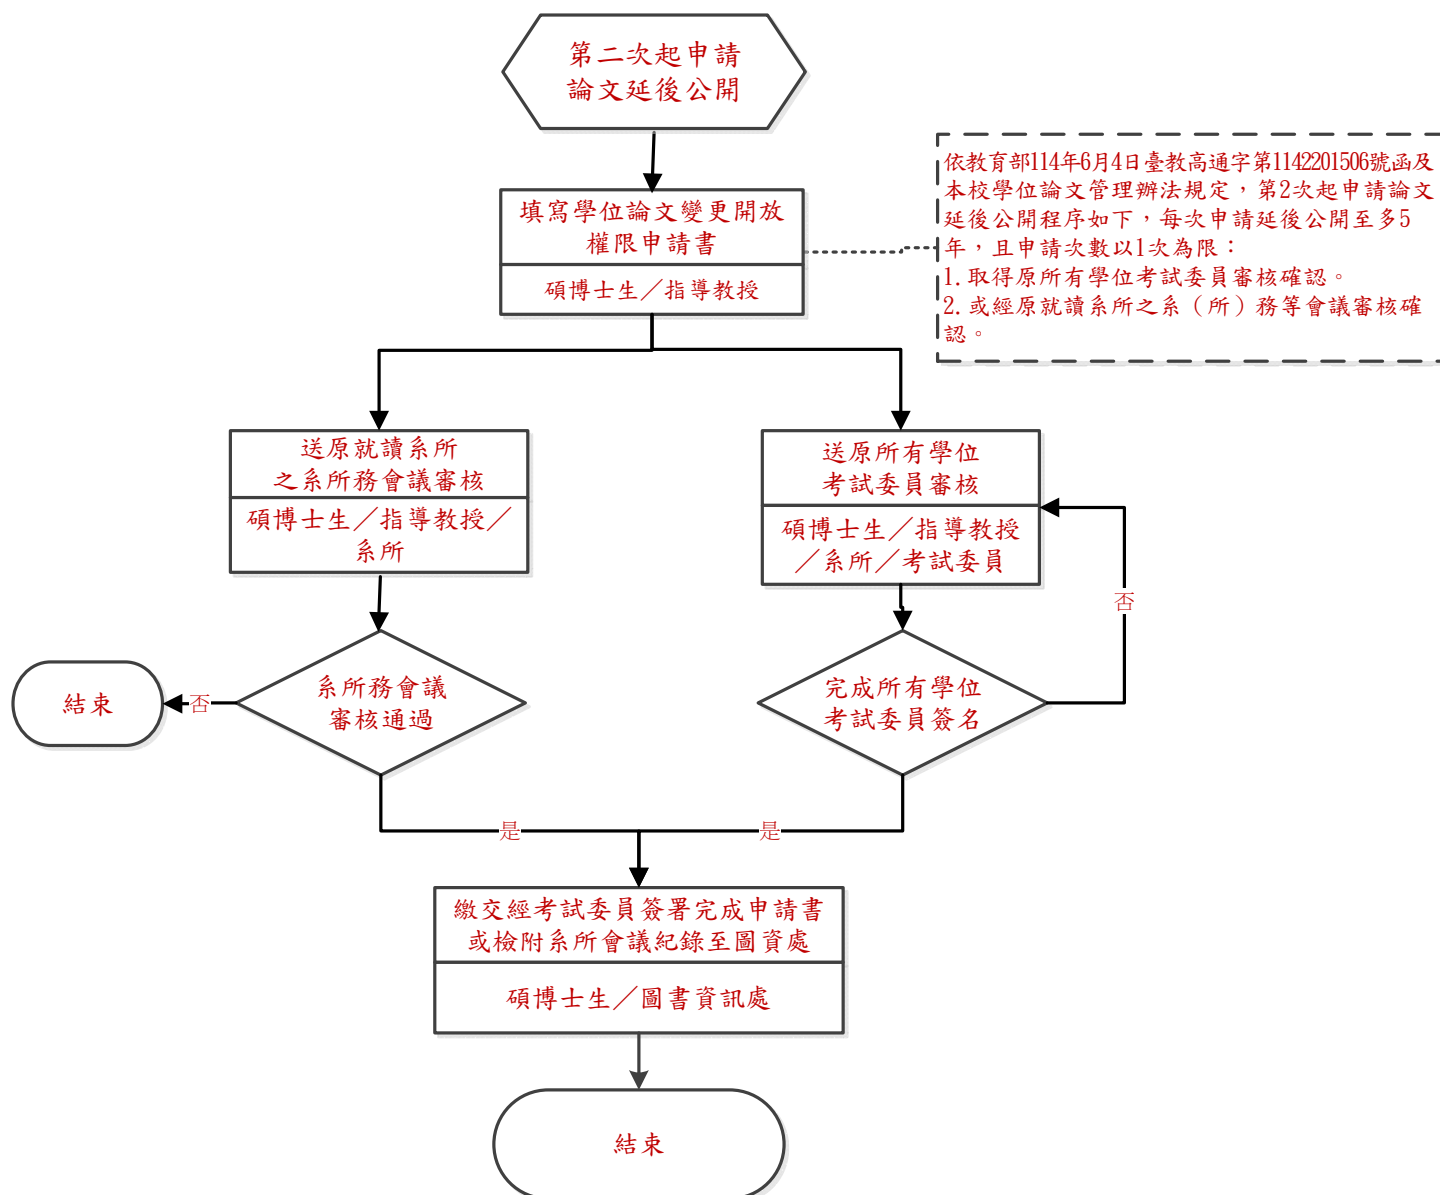 第二次起申請
論文延後公開
填寫學位論文變更開放
權限申請書
碩博士生／指導教授
依教育部114年6月4日臺教高通字第1142201506號函及
本校學位論文管理辦法規定，第2次起申請論文
延後公開程序如下，每次申請延後公開至多5
年，且申請次數以1次為限：
1.取得原所有學位考試委員審核確認。
2.或經原就讀系所之系（所）務等會議審核確
認。
送原就讀系所
之系所務會議審核
碩博士生／指導教授／
系所
送原所有學位
考試委員審核
碩博士生／指導教授
／系所／考試委員
否
結束
否
系所務會議
審核通過
完成所有學位
考試委員簽名
是
是
繳交經考試委員簽署完成申請書
或檢附系所會議紀錄至圖資處
碩博士生／圖書資訊處
結束